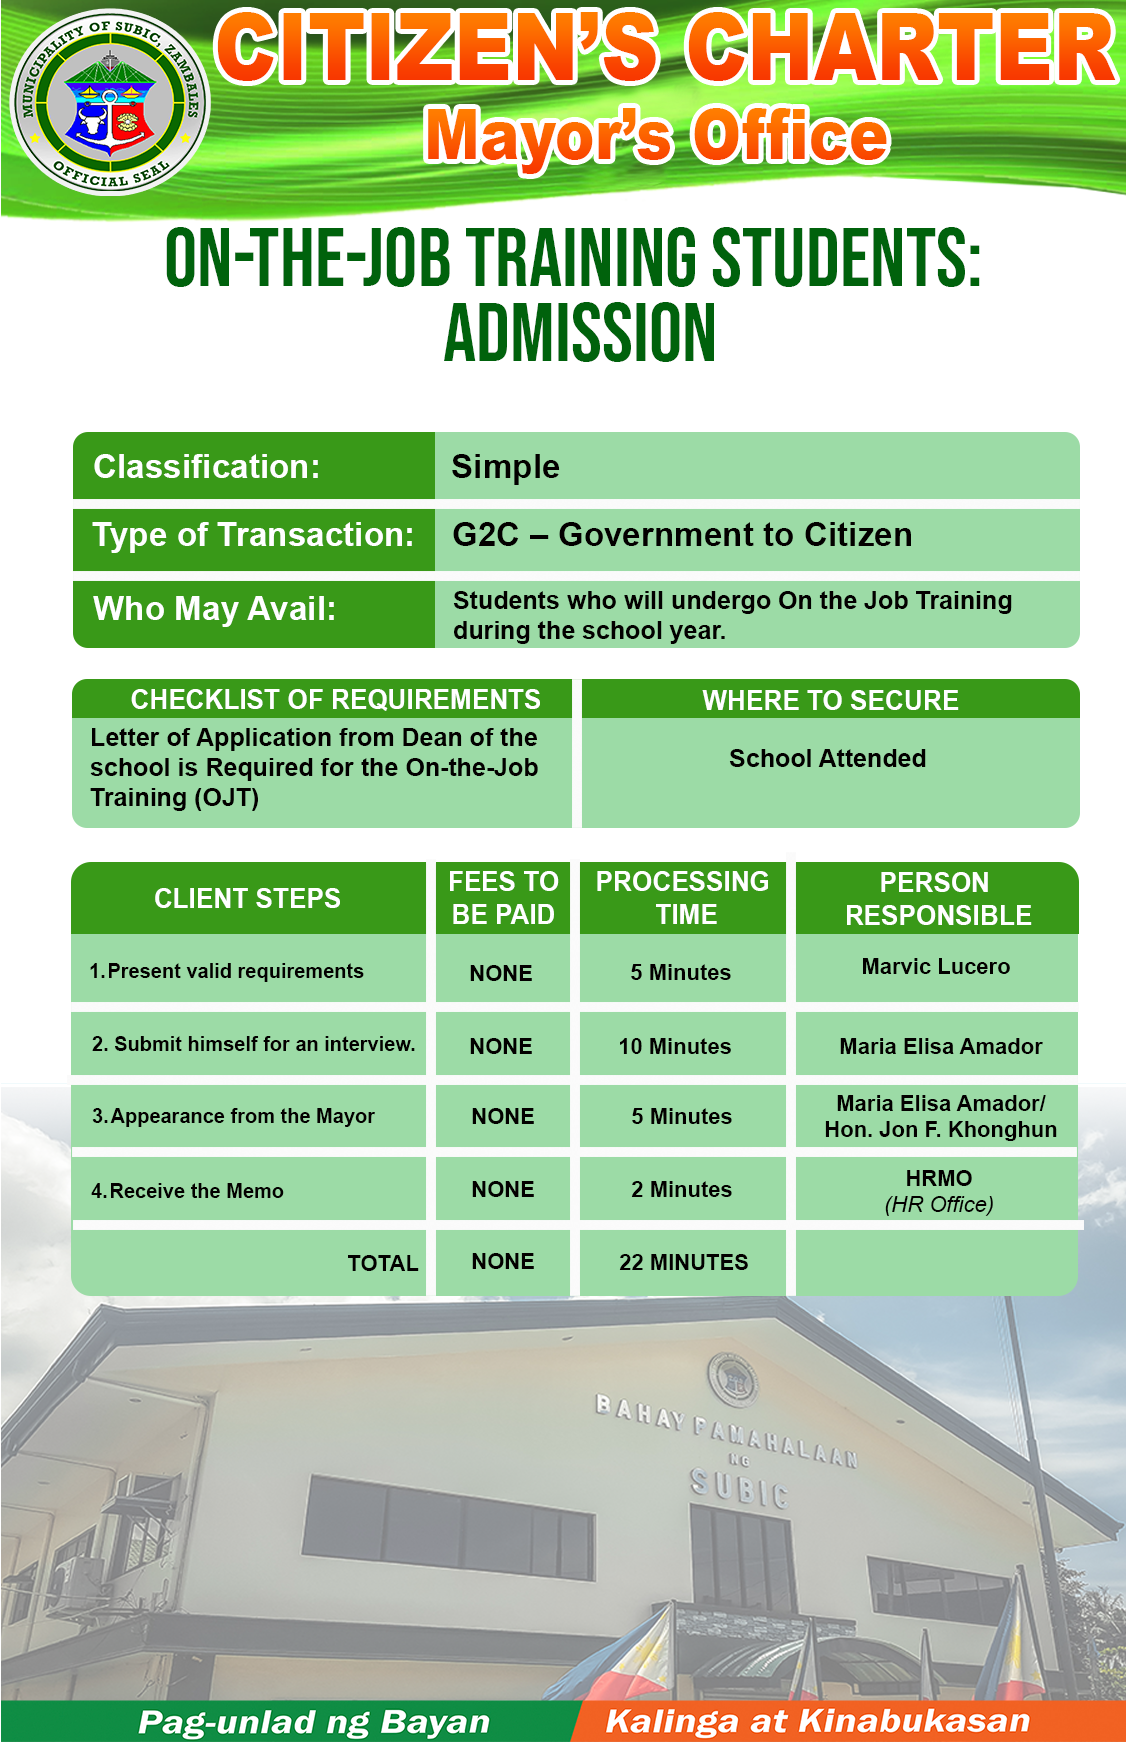 MUNICIPALITY OF SUBIC, ZAMBALES
OFFICIAL SEAL
CITIZEN'S CHARTER
Mayor's Office
ON-THE-JOB TRAINING STUDENTS:
ADMISSION
Classification: Simple
Type of Transaction: G2C – Government to Citizen
Who May Avail: Students who will undergo On the Job Training
during the school year.
CHECKLIST OF REQUIREMENTS WHERE TO SECURE
Letter of Application from Dean of the
school is Required for the On-the-Job
Training (OJT)
School Attended
CLIENT STEPS
FEES TO
BE PAID
PROCESSING
TIME
PERSON
RESPONSIBLE
1.Present valid requirements NONE 5 Minutes Marvic Lucero
2. Submit himself for an interview. NONE 10 Minutes Maria Elisa Amador
3.Appearance from the Mayor NONE 5 Minutes Maria Elisa Amador/
Hon. Jon F. Khonghun
4.Receive the Memo NONE 2 Minutes HRMO
(HR Office)
TOTAL NONE 22 MINUTES
BAHAY PAMAHALAAN
NG
SUBIC
Pag-unlad ng Bayan Kalinga at Kinabukasan